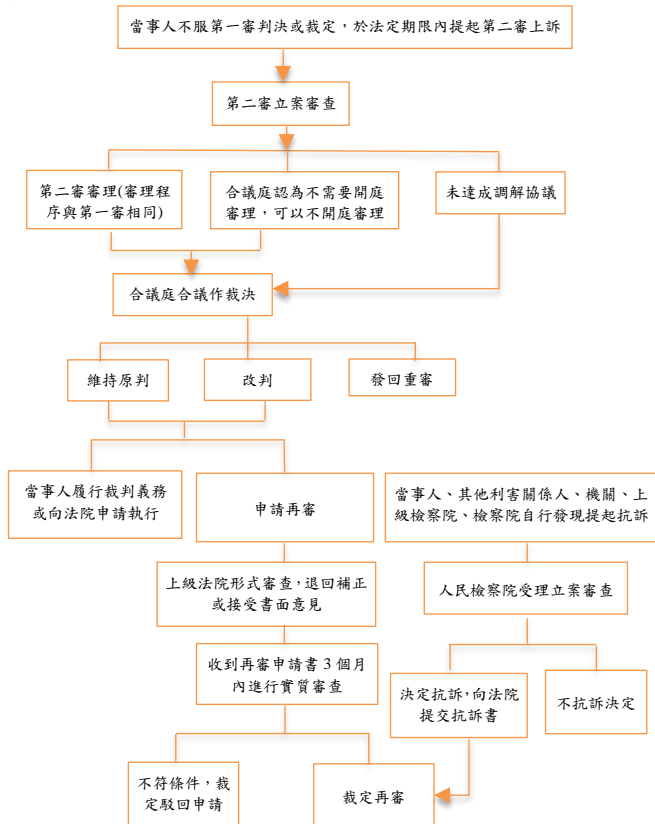 當事人不服第一審判決或裁定，於法定期限內提起第二審上訴
第二審立案審查
第二審審理(審理程
序與第一審相同)
合議庭認為不需要開庭
審理，可以不開庭審理
未達成調解協議
合議庭合議作裁決
維持原判
改判
發回重審
當事人履行裁判義務
或向法院申請執行
申請再審
當事人、其他利害關係人、機關、上
級檢察院、檢察院自行發現提起抗訴
上級法院形式審查，退回補正
或接受書面意見
人民檢察院受理立案審查
收到再審申請書 3 個月
內進行實質審查
決定抗訴，向法院
提交抗訴書
不抗訴決定
不符條件，裁
定駁回申請
裁定再審